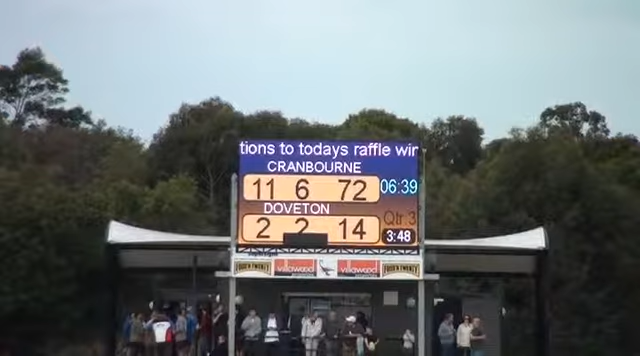 tions to todays raffle wir
CRANBOURNE
11 6 72 06:39
DOVETON
2 2 14 Qtr 3
3:48
villawood villawood